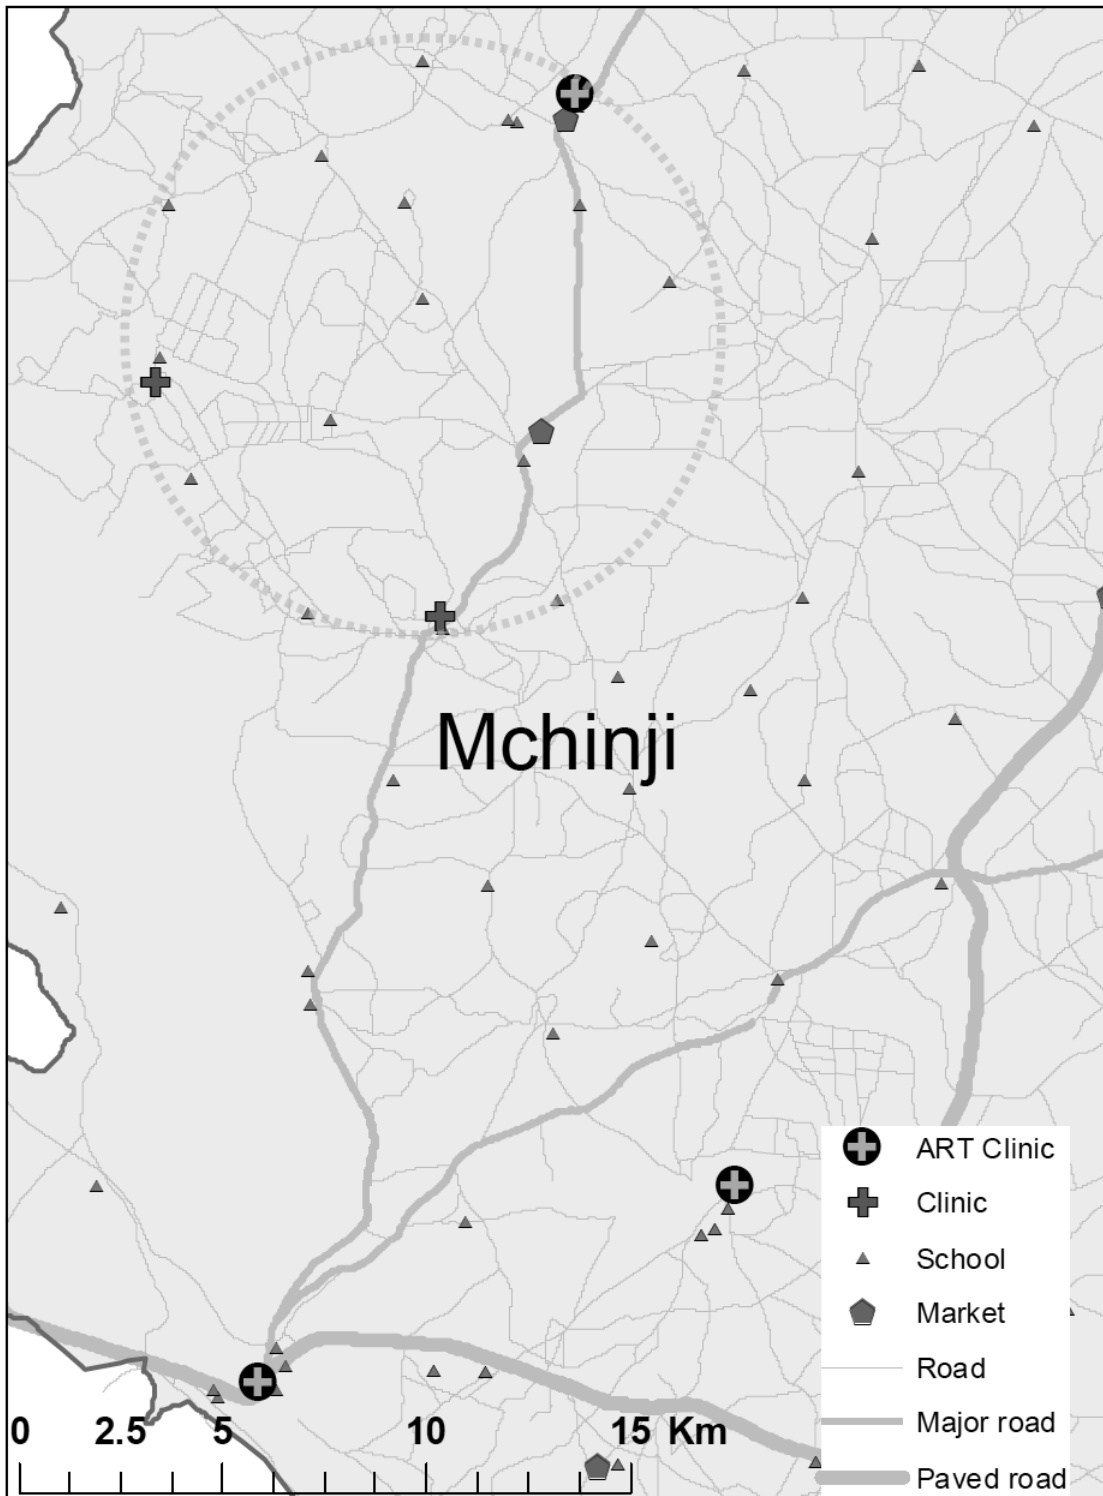 Mchinji
ART Clinic
Clinic
School
Market
Road
Major road
Paved road
0 2.5 5 10 15 Km